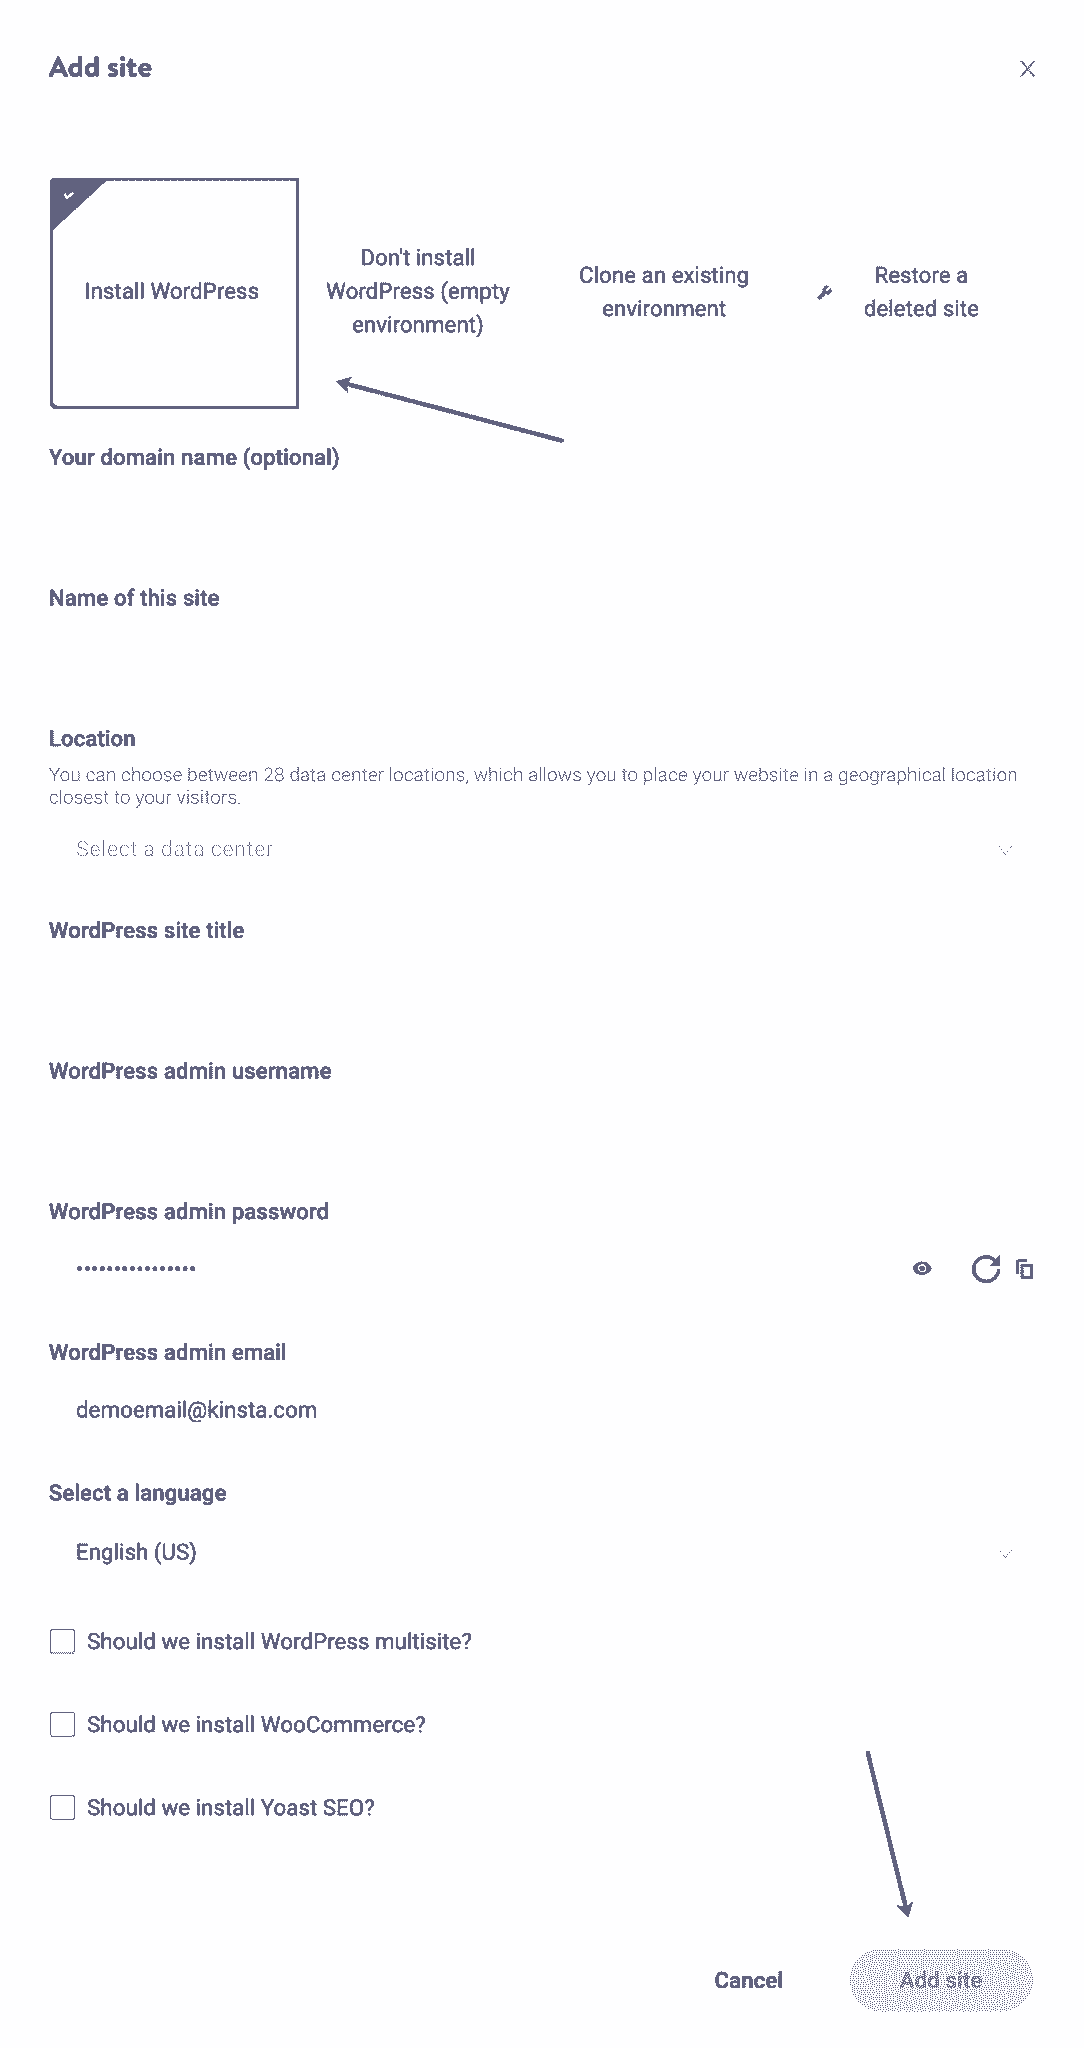 Add site
Install WordPress
Don't install
WordPress (empty
environment)
Clone an existing
environment
Restore a
deleted site
Your domain name (optional)
Name of this site
Location
You can choose between 28 data center locations, which allows you to place your website in a geographical location
closest to your visitors.
Select a data center
WordPress site title
WordPress admin username
WordPress admin password
••••••••••••••••
WordPress admin email
demoemail@kinsta.com
Select a language
English (US)
Should we install WordPress multisite?
Should we install WooCommerce?
Should we install Yoast SEO?
Cancel
Add site